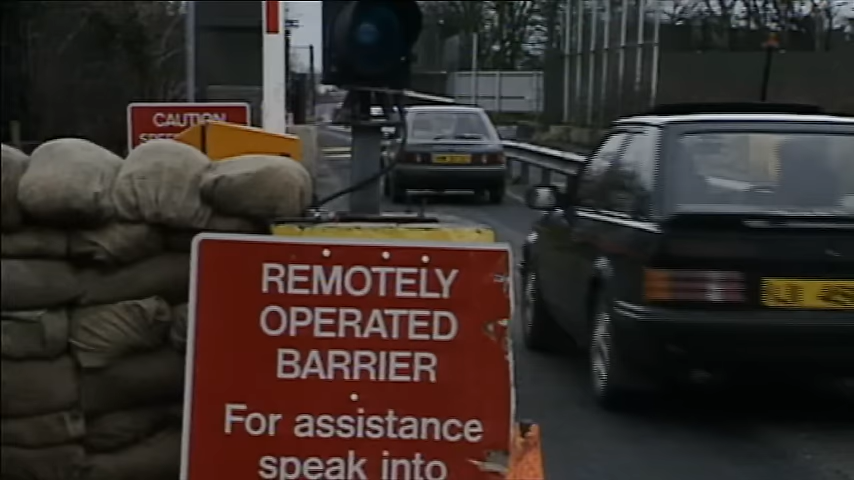 CAUTION
REMOTELY
OPERATED
BARRIER
For assistance
speak into